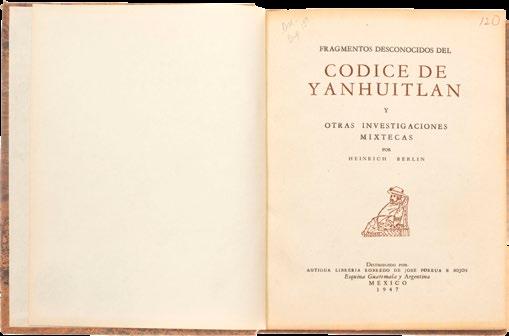 120
FRAGMENTOS DESCONOCIDOS DEL
CODICE DE
YANHUITLAN
Y
OTRAS INVESTIGACIONES
MIXTECAS
POR
HEINRICH BERLIN
Distribuido por:
ANTIGUA LIBRERIA ROBREDO DE JOSE PORRUA E HIJOS
Esquina Guatemala y Argentina
MEXICO
1947